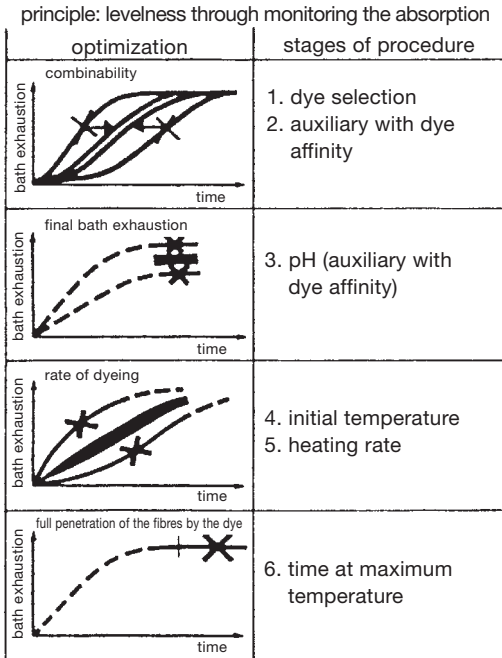 principle: levelness through monitoring the absorption
optimization
stages of procedure
combinability
bath exhaustion
time
1. dye selection
2. auxiliary with dye
affinity
final bath exhaustion
bath exhaustion
time
3. pH (auxiliary with
dye affinity)
rate of dyeing
bath exhaustion
time
4. initial temperature
5. heating rate
full penetration of the fibres by the dye
bath exhaustion
time
6. time at maximum
temperature